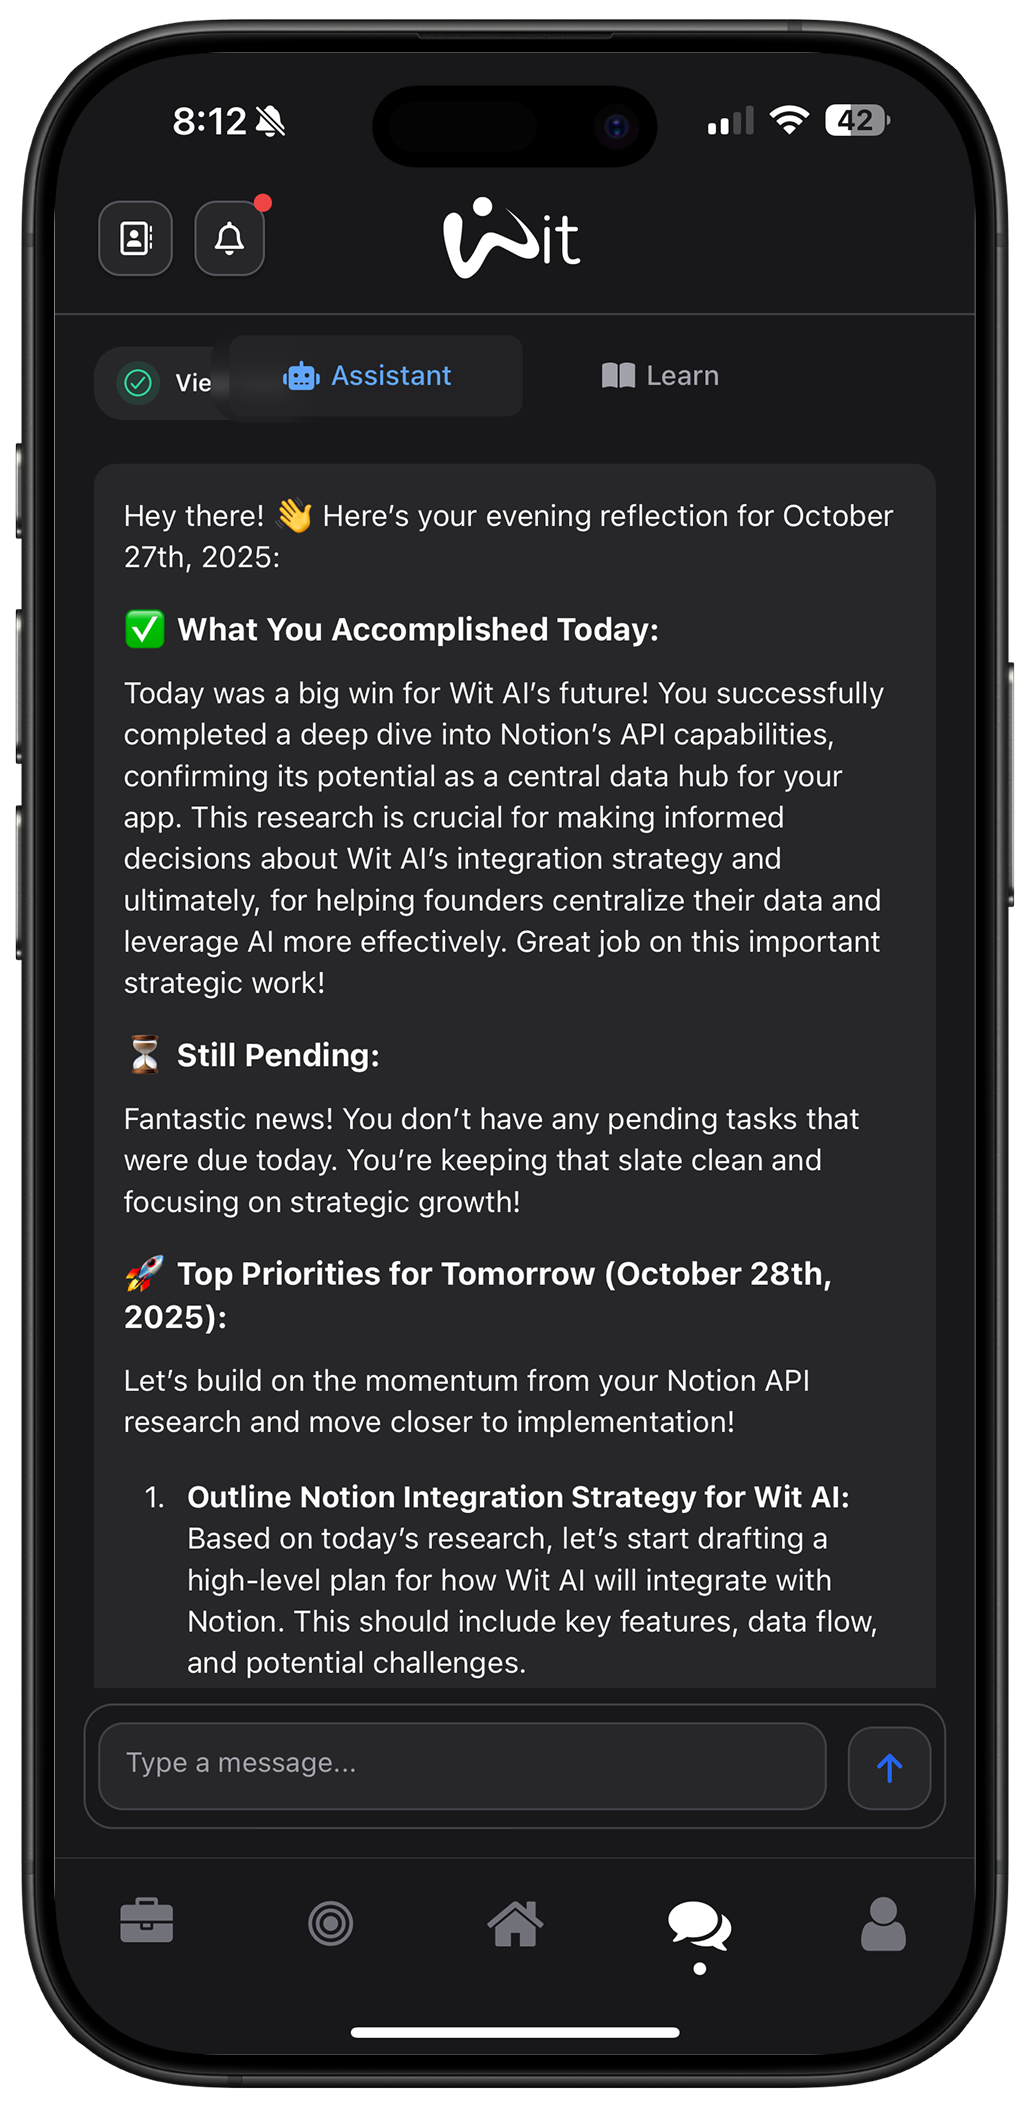 8:12
42
Wit
Vie
Assistant
Learn
Hey there! 👋 Here's your evening reflection for October
27th, 2025:
✅ What You Accomplished Today:
Today was a big win for Wit AI's future! You successfully
completed a deep dive into Notion's API capabilities,
confirming its potential as a central data hub for your
app. This research is crucial for making informed
decisions about Wit AI's integration strategy and
ultimately, for helping founders centralize their data and
leverage AI more effectively. Great job on this important
strategic work!
⏳ Still Pending:
Fantastic news! You don't have any pending tasks that
were due today. You're keeping that slate clean and
focusing on strategic growth!
🚀 Top Priorities for Tomorrow (October 28th,
2025):
Let's build on the momentum from your Notion API
research and move closer to implementation!
1. Outline Notion Integration Strategy for Wit AI:
Based on today's research, let's start drafting a
high-level plan for how Wit AI will integrate with
Notion. This should include key features, data flow,
and potential challenges.
Type a message...